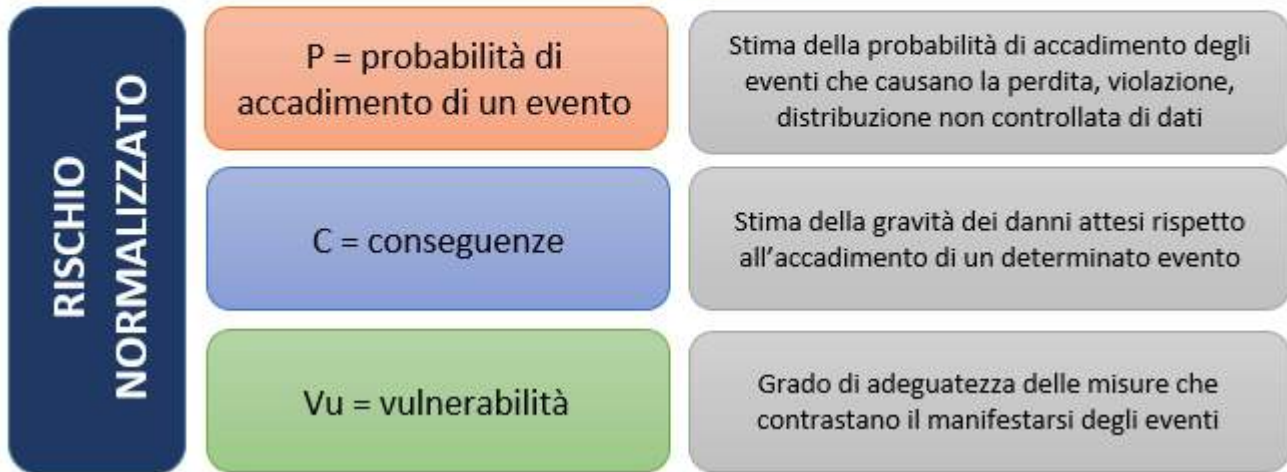 RISCHIO
NORMALIZZATO
P = probabilità di
accadimento di un evento
Stima della probabilità di accadimento degli
eventi che causano la perdita, violazione,
distribuzione non controllata di dati
C = conseguenze
Stima della gravità dei danni attesi rispetto
all’accadimento di un determinato evento
Vu = vulnerabilità
Grado di adeguatezza delle misure che
contrastano il manifestarsi degli eventi